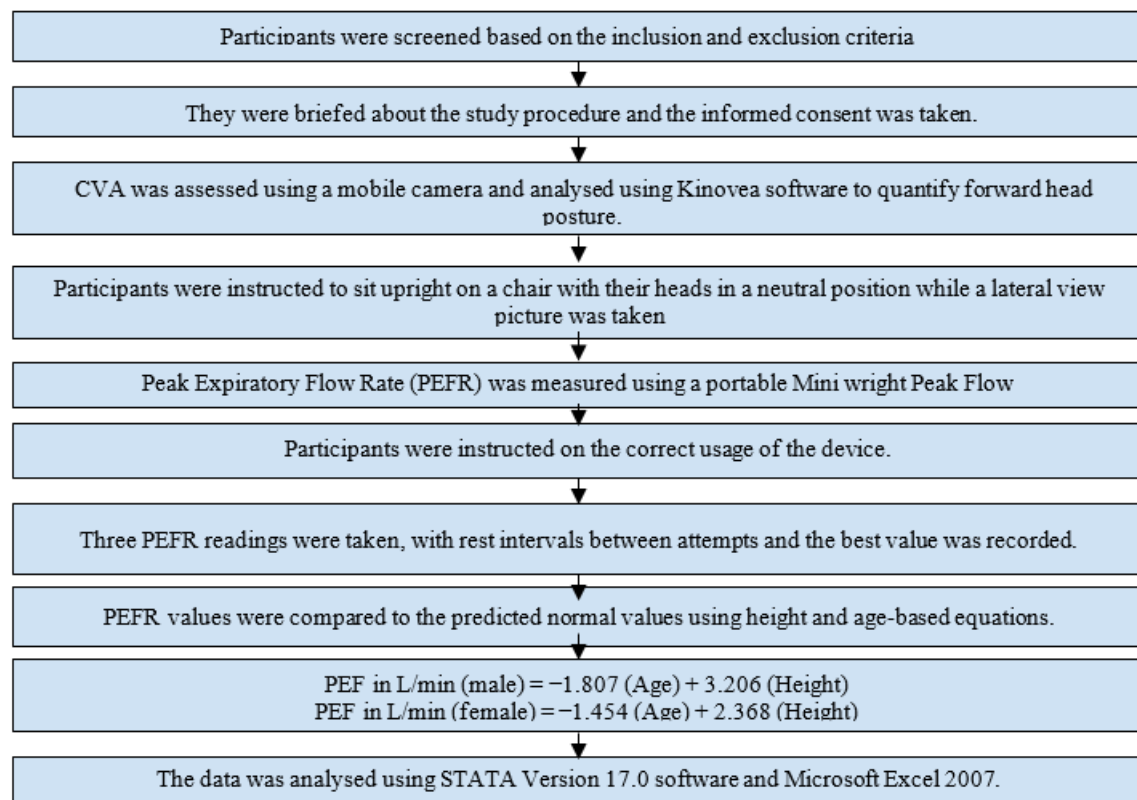 Participants were screened based on the inclusion and exclusion criteria
They were briefed about the study procedure and the informed consent was taken.
CVA was assessed using a mobile camera and analysed using Kinovea software to quantify forward head
posture.
Participants were instructed to sit upright on a chair with their heads in a neutral position while a lateral view
picture was taken
Peak Expiratory Flow Rate (PEFR) was measured using a portable Mini wright Peak Flow
Participants were instructed on the correct usage of the device.
Three PEFR readings were taken, with rest intervals between attempts and the best value was recorded.
PEFR values were compared to the predicted normal values using height and age-based equations.
PEF in L/min (male) = −1.807 (Age) + 3.206 (Height)
PEF in L/min (female) = −1.454 (Age) + 2.368 (Height)
The data was analysed using STATA Version 17.0 software and Microsoft Excel 2007.